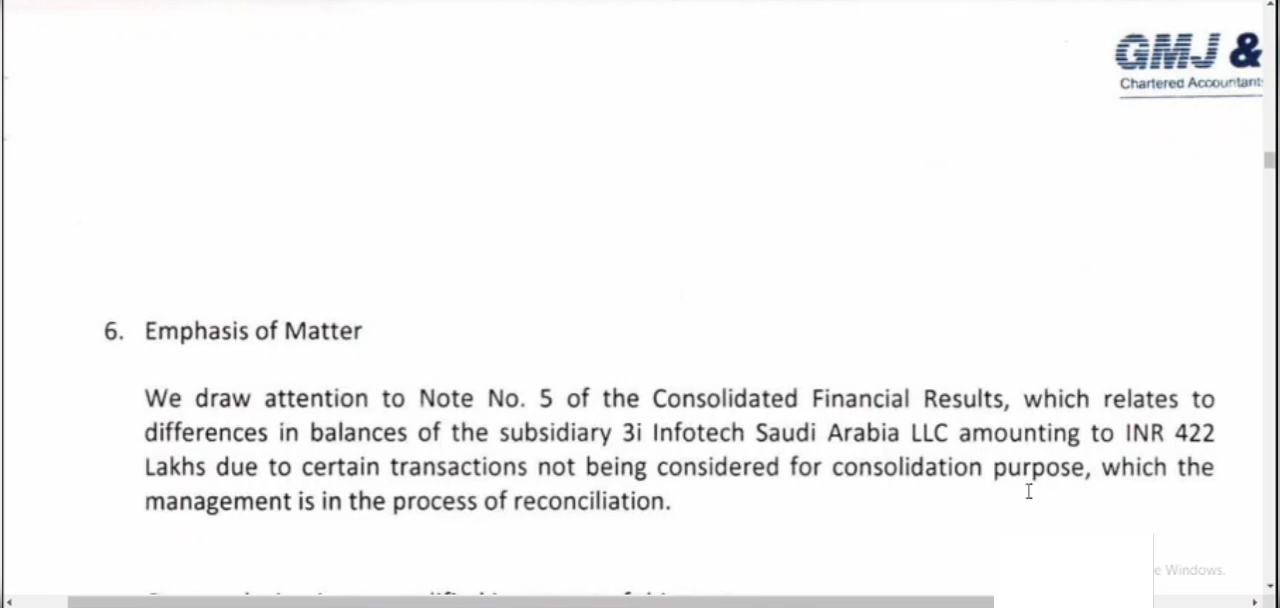 GMJ &
Chartered Accountants
6. Emphasis of Matter
We draw attention to Note No. 5 of the Consolidated Financial Results, which relates to
differences in balances of the subsidiary 3i Infotech Saudi Arabia LLC amounting to INR 422
Lakhs due to certain transactions not being considered for consolidation purpose, which the
management is in the process of reconciliation.
e Windows.